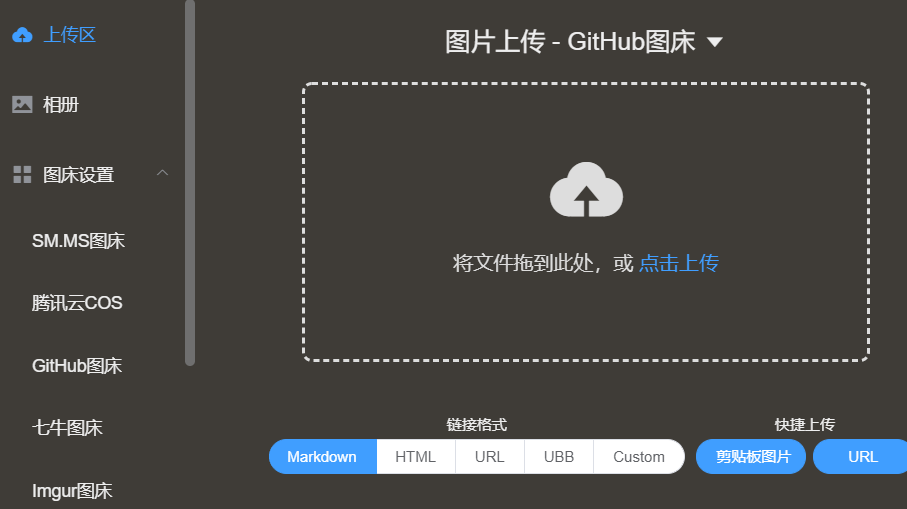 上传区
相册
图床设置
SM.MS图床
腾讯云COS
GitHub图床
七牛图床
Imgur图床
图片上传 - GitHub图床
将文件拖到此处，或 点击上传
链接格式
Markdown HTML URL UBB Custom
快捷上传
剪贴板图片 URL